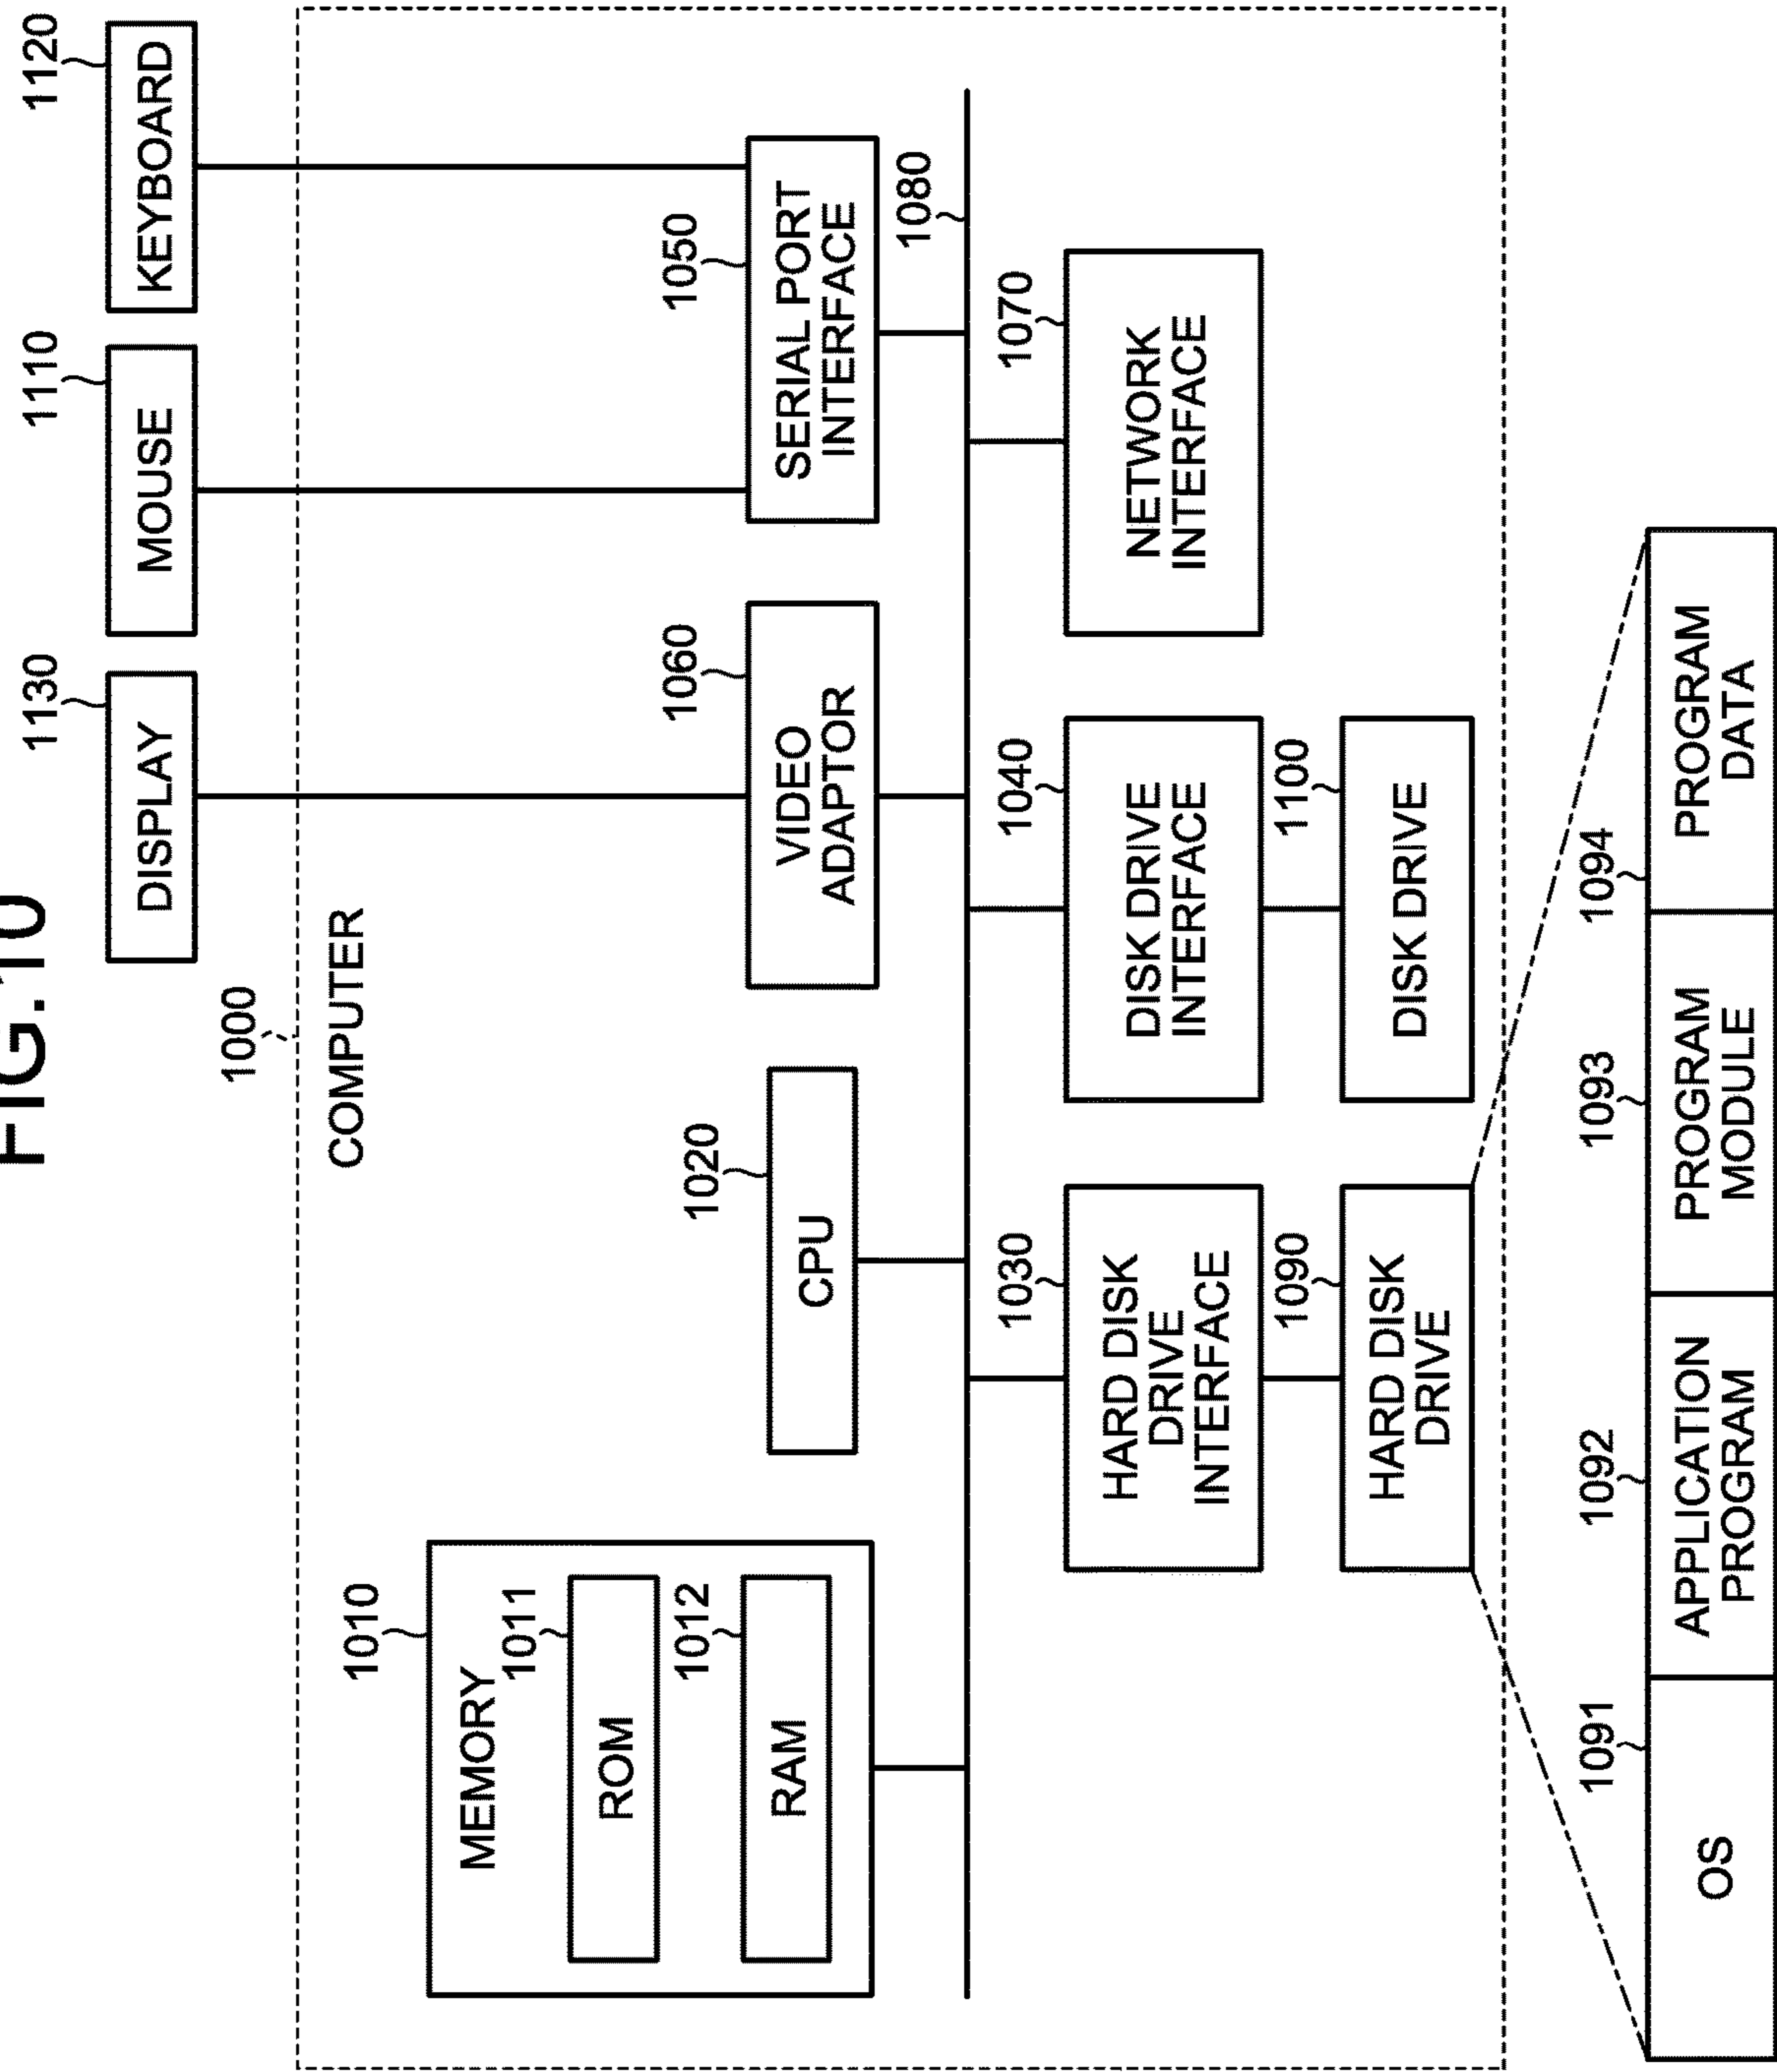 FIG.10
1130
1110
1120
DISPLAY
MOUSE
KEYBOARD
1000
COMPUTER
1010
MEMORY
1011
ROM
1012
RAM
1020
CPU
1060
VIDEO
ADAPTOR
1050
SERIAL PORT
INTERFACE
1080
1030
HARD DISK
DRIVE
INTERFACE
1040
DISK DRIVE
INTERFACE
1070
NETWORK
INTERFACE
1090
HARD DISK
DRIVE
1100
DISK DRIVE
1091
OS
1092
APPLICATION
PROGRAM
1093
PROGRAM
MODULE
1094
PROGRAM
DATA